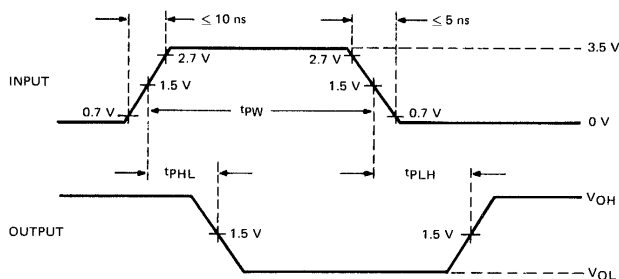 ≤ 10 ns
≤ 5 ns
3.5 V
2.7 V
2.7 V
INPUT
1.5 V
1.5 V
0.7 V
tPW
0.7 V
0 V
tPHL
tPLH
VOH
OUTPUT
1.5 V
1.5 V
VOL